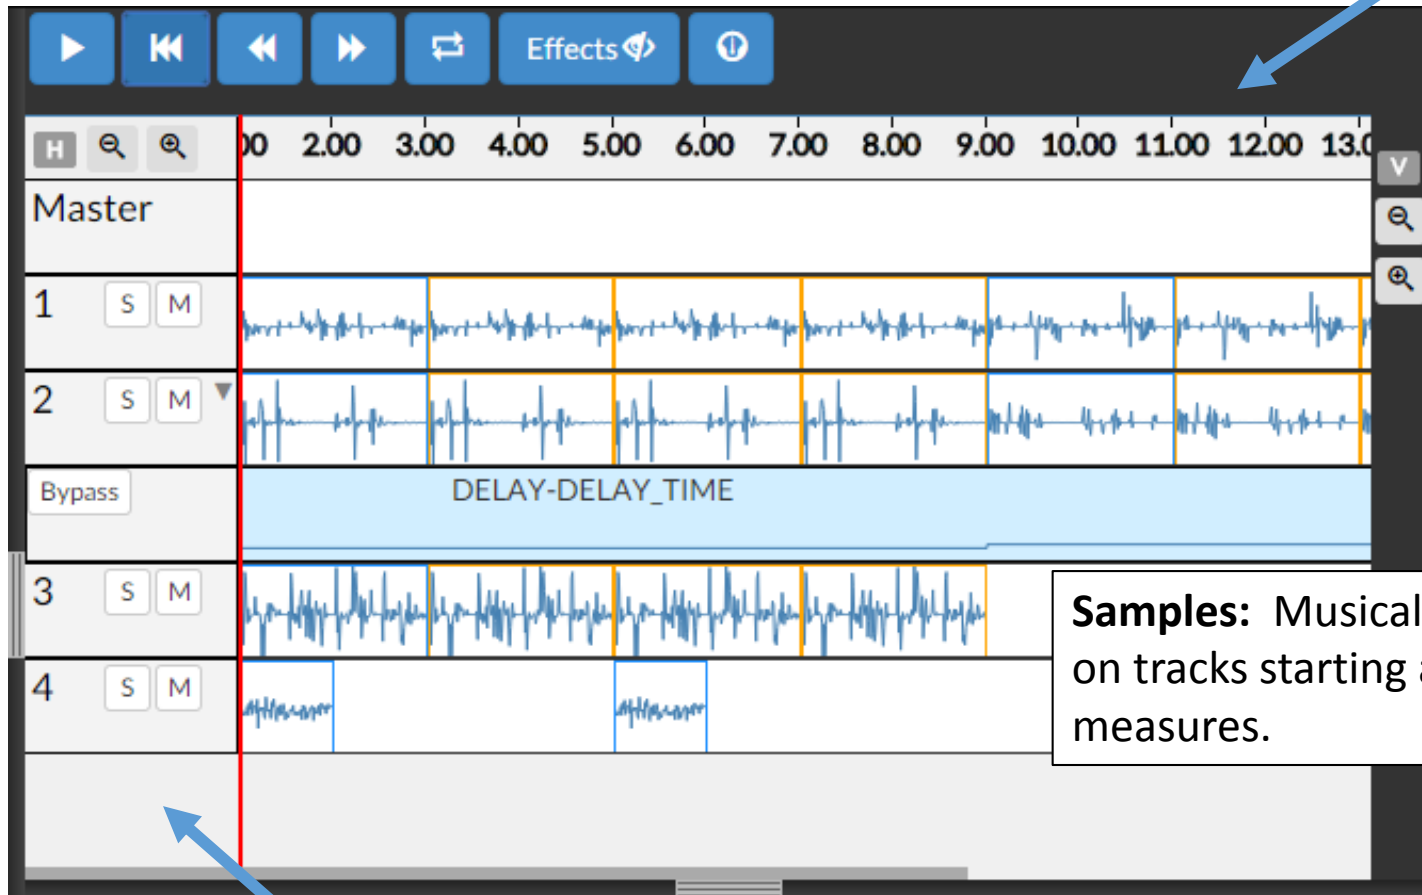 Effects
H 00 2.00 3.00 4.00 5.00 6.00 7.00 8.00 9.00 10.00 11.00 12.00 13.0
V
Master
1 S M
2 S M
Bypass DELAY-DELAY_TIME
3 S M
4 S M
Samples: Musical
on tracks starting
measures.